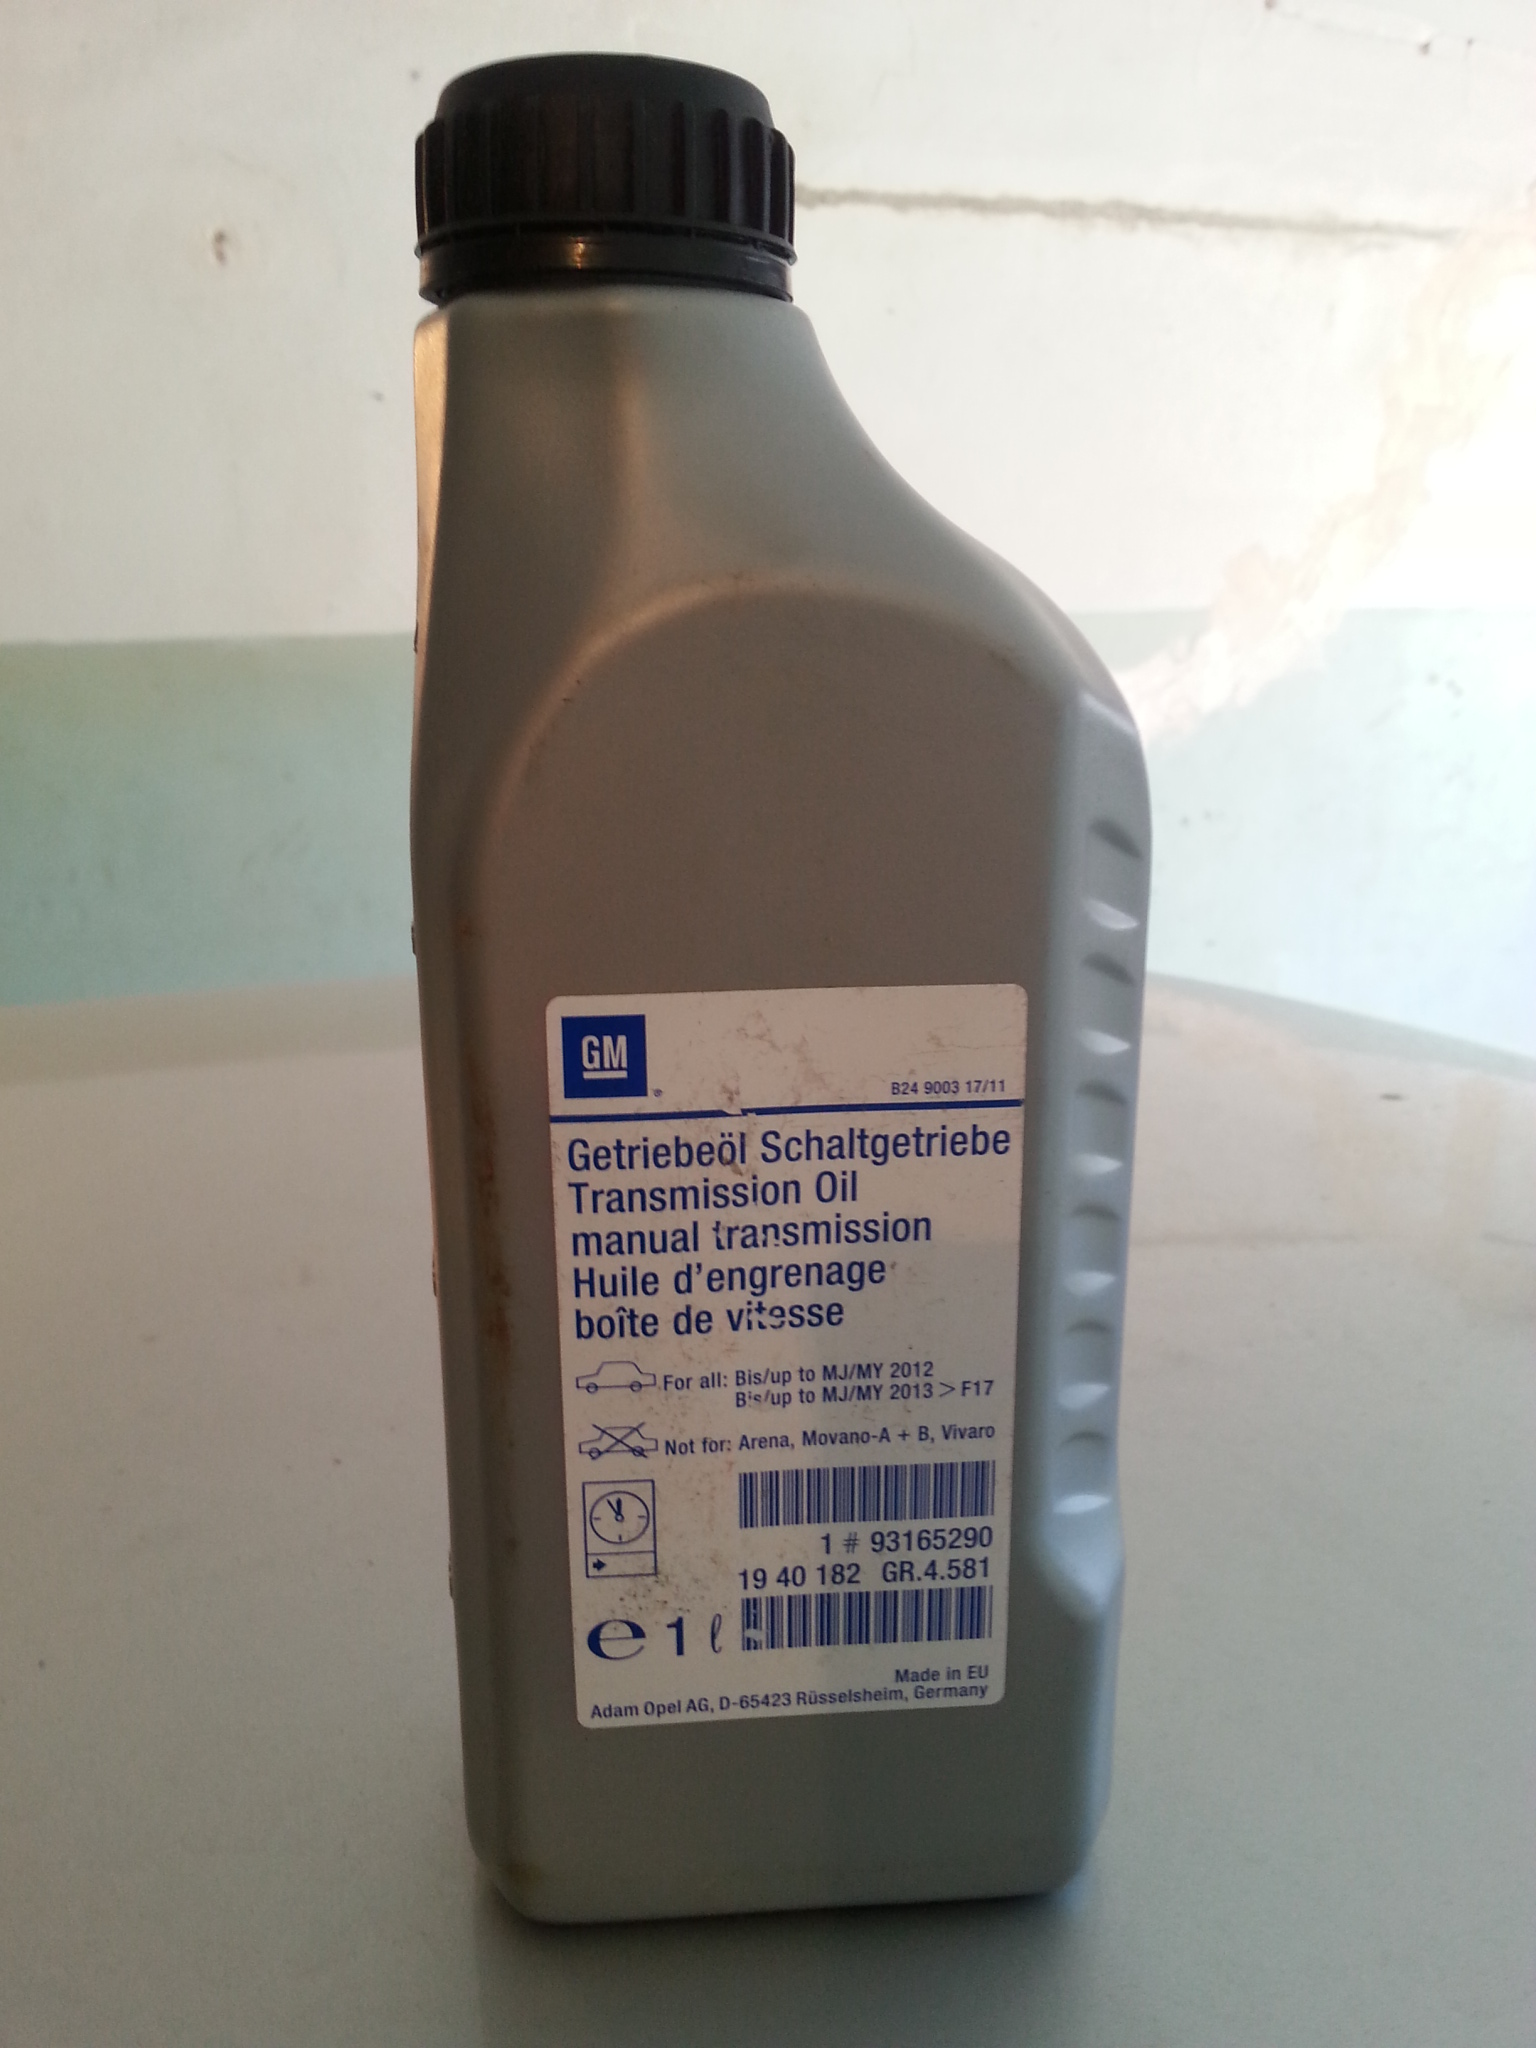 GM
®
B24 9003 17/11
Getriebeöl Schaltgetriebe
Transmission Oil
manual transmission
Huile d'engrenage
boîte de vitesse
For all: Bis/up to MJ/MY 2012
Bis/up to MJ/MY 2013 > F17
Not for: Arena, Movano-A + B, Vivaro
1 # 93165290
19 40 182 GR.4.581
e 1 ℓ
Made in EU
Adam Opel AG, D-65423 Rüsselsheim, Germany